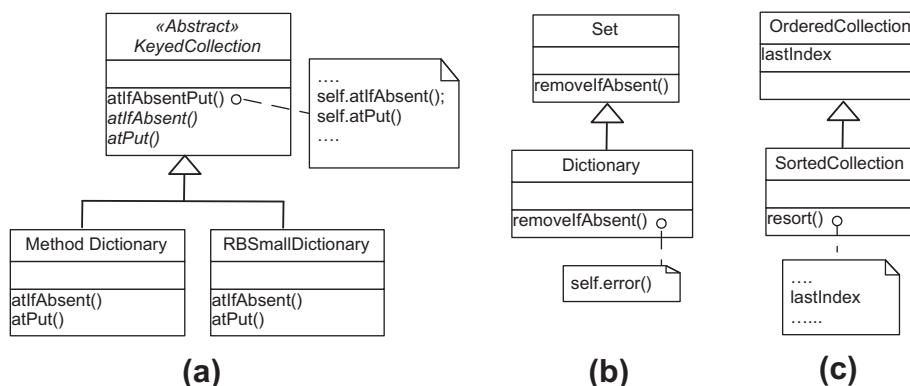 «Abstract»
KeyedCollection
atIfAbsentPut()
atIfAbsent()
atPut()
....
self.atIfAbsent();
self.atPut()
....
Method Dictionary
atIfAbsent()
atPut()
RBSmallDictionary
atIfAbsent()
atPut()
(a)
Set
removeIfAbsent()
Dictionary
removeIfAbsent()
self.error()
(b)
OrderedCollection
lastIndex
SortedCollection
resort()
....
lastIndex
…...
(c)